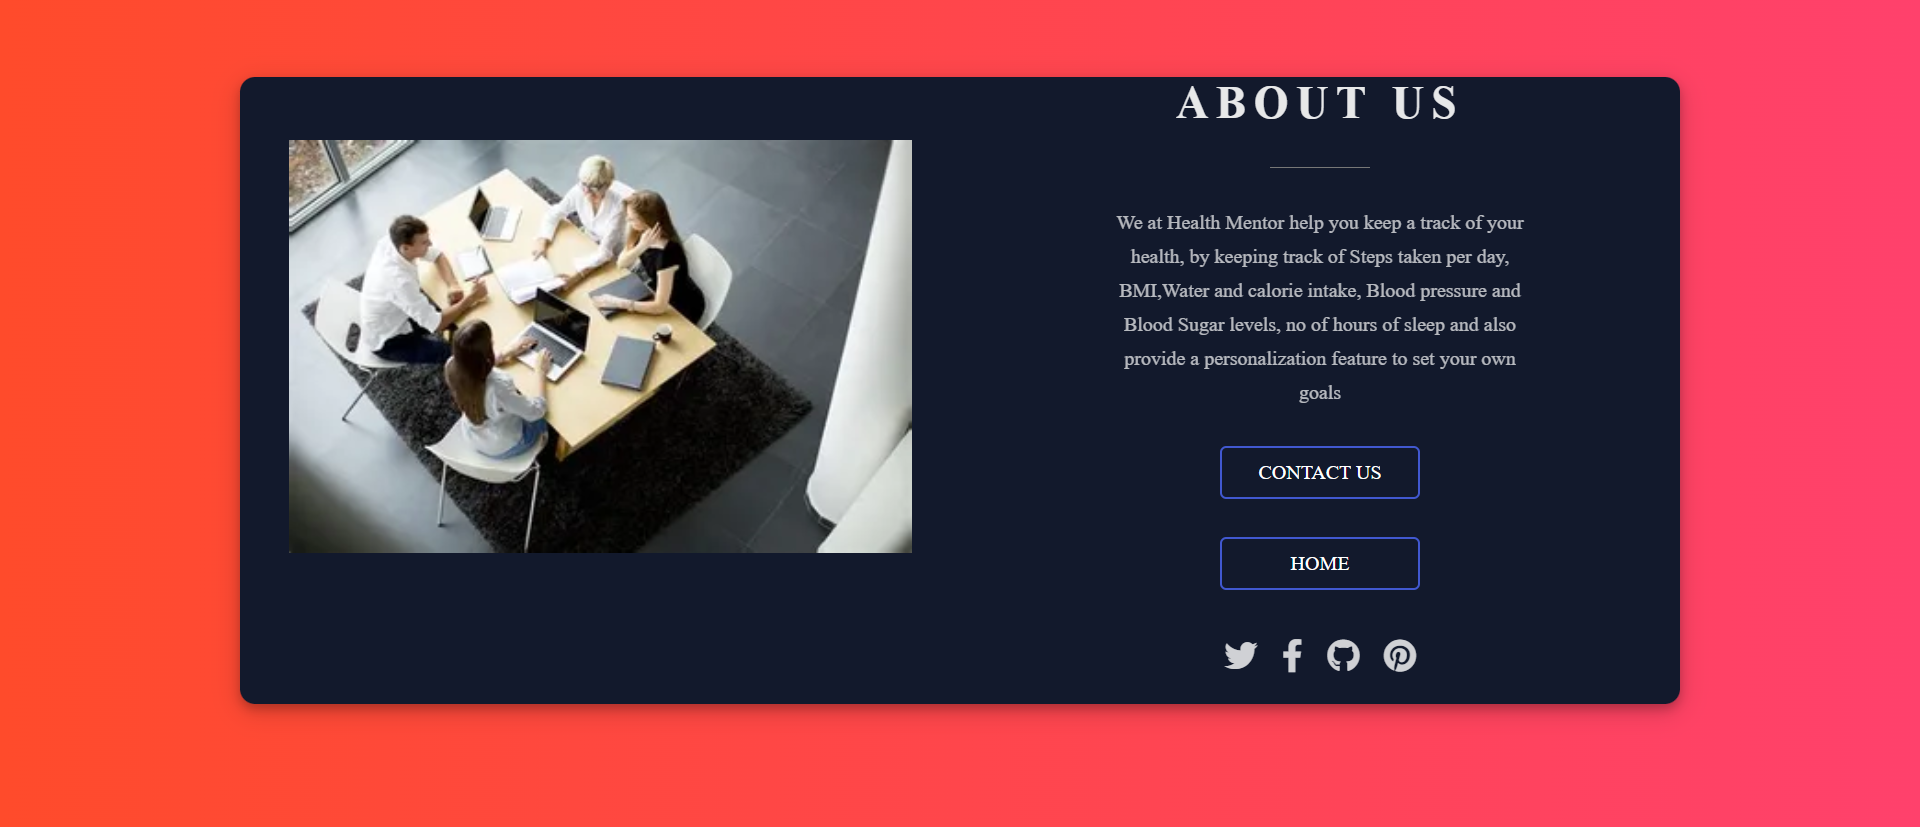 ABOUT US
We at Health Mentor help you keep a track of your
health, by keeping track of Steps taken per day,
BMI,Water and calorie intake, Blood pressure and
Blood Sugar levels, no of hours of sleep and also
provide a personalization feature to set your own
goals
CONTACT US
HOME